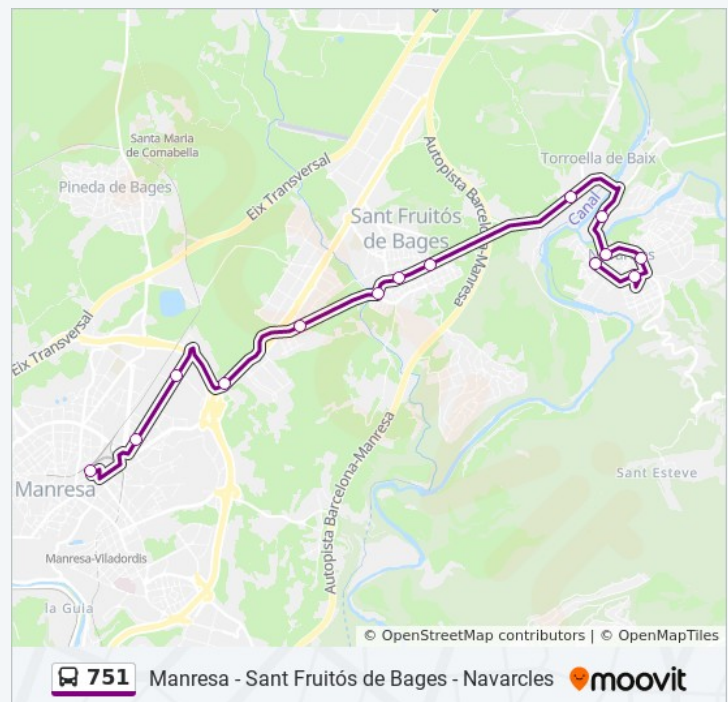 Santa Maria
de Comabella
Pineda de Bages
Eix Transversal
Autopista Barcelona-Manresa
Torroella de Baix
Canal
Sant Fruitós
de Bages
Eix Transversal
Manresa
Autopista Barcelona-Manresa
Sant Esteve
Manresa-Viladordis
la Gula
© OpenStreetMap contributors | © OpenMapTiles
751 Manresa - Sant Fruitós de Bages - Navarcles moovit